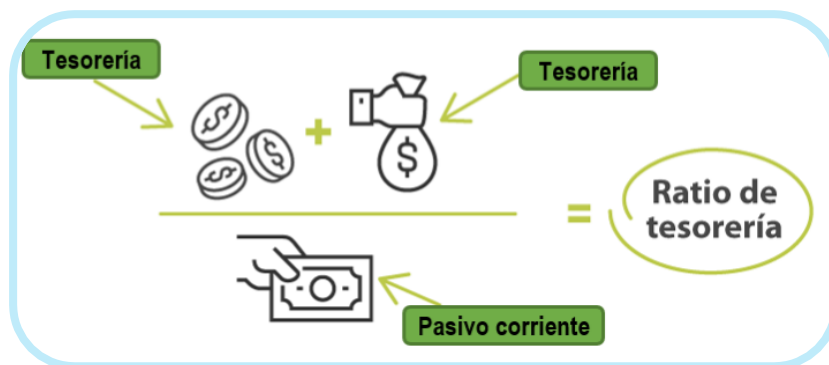 Tesorería
Tesorería
$ $ $ + $
= Ratio de
tesorería
Pasivo corriente